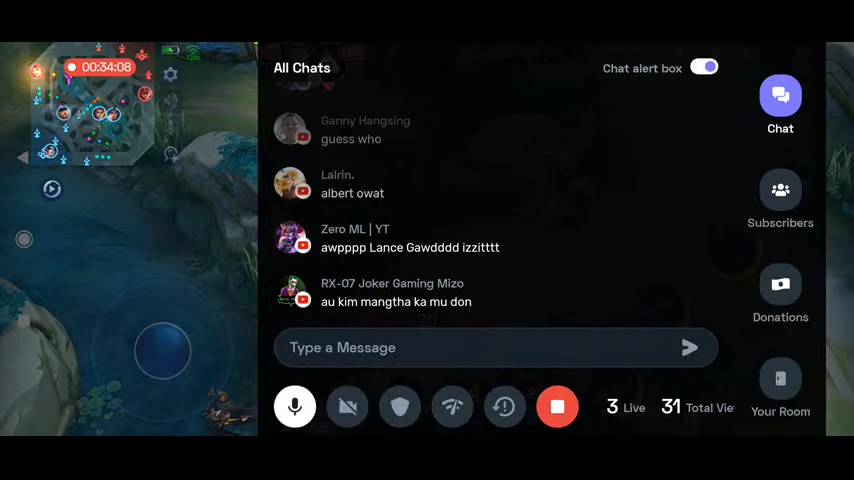 00:34:08
All Chats
Chat alert box
Ganny Hangsing
guess who
Chat
Lalrin.
albert owat
Subscribers
Zero ML | YT
awpppp Lance Gawdddd izzitttt
RX-07 Joker Gaming Mizo
au kim mangtha ka mu don
Donations
Type a Message
3 Live
31 Total Vie
Your Room